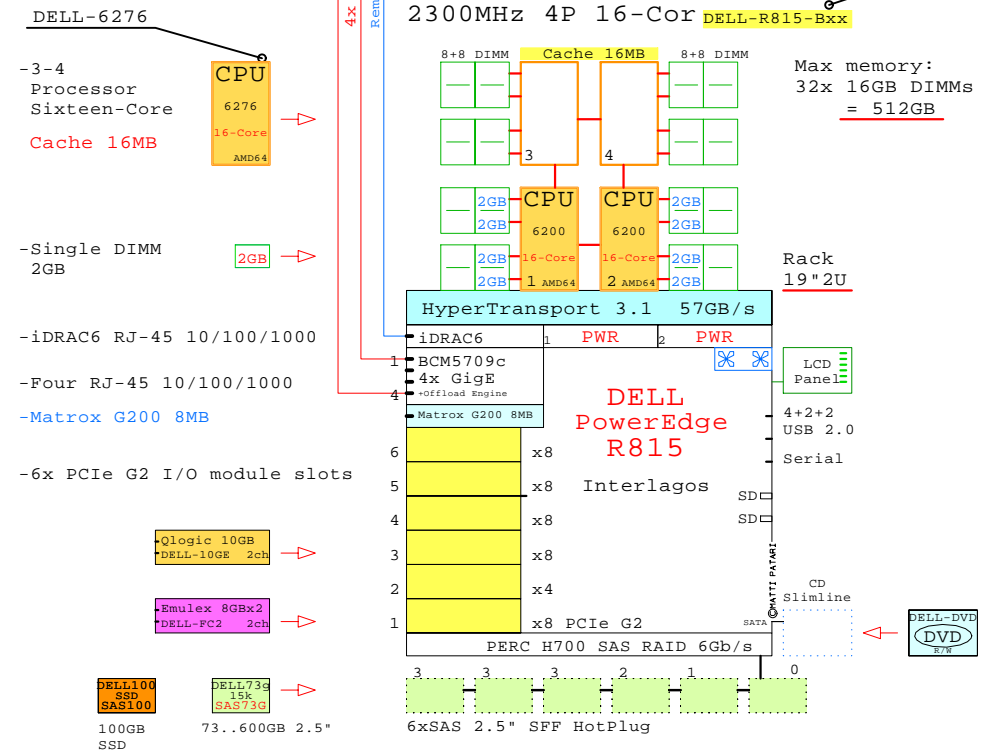 DELL-6276
4x
Rem
2300MHz 4P 16-Cor
DELL-R815-Bxx
-3-4
Processor
Sixteen-Core
Cache 16MB
CPU
6276
16-Core
AMD64
8+8 DIMM
Cache 16MB
8+8 DIMM
3
4
Max memory:
32x 16GB DIMMs
= 512GB
2GB
2GB
2GB
2GB
CPU
6200
16-Core
1 AMD64
CPU
6200
16-Core
2 AMD64
2GB
2GB
2GB
2GB
-Single DIMM
2GB
2GB
Rack
19"2U
HyperTransport 3.1 57GB/s
-iDRAC6 RJ-45 10/100/1000
iDRAC6
1 PWR
2 PWR
1
BCM5709c
4x GigE
4
+Offload Engine
-Four RJ-45 10/100/1000
LCD
Panel
-Matrox G200 8MB
Matrox G200 8MB
DELL
PowerEdge
R815
Interlagos
4+2+2
USB 2.0
Serial
SD
SD
-6x PCIe G2 I/O module slots
6 x8
5 x8
4 x8
3 x8
2 x4
1 x8 PCIe G2
Qlogic 10GB
DELL-10GE 2ch
Emulex 8GBx2
DELL-FC2 2ch
©MATTI PATARI
SATA
CD
Slimline
DELL-DVD
DVD
R/W
PERC H700 SAS RAID 6Gb/s
3 3 3 2 1 0
DELL100
SSD
SAS100
100GB
SSD
DELL73g
15k
SAS73G
73..600GB 2.5"
6xSAS 2.5" SFF HotPlug